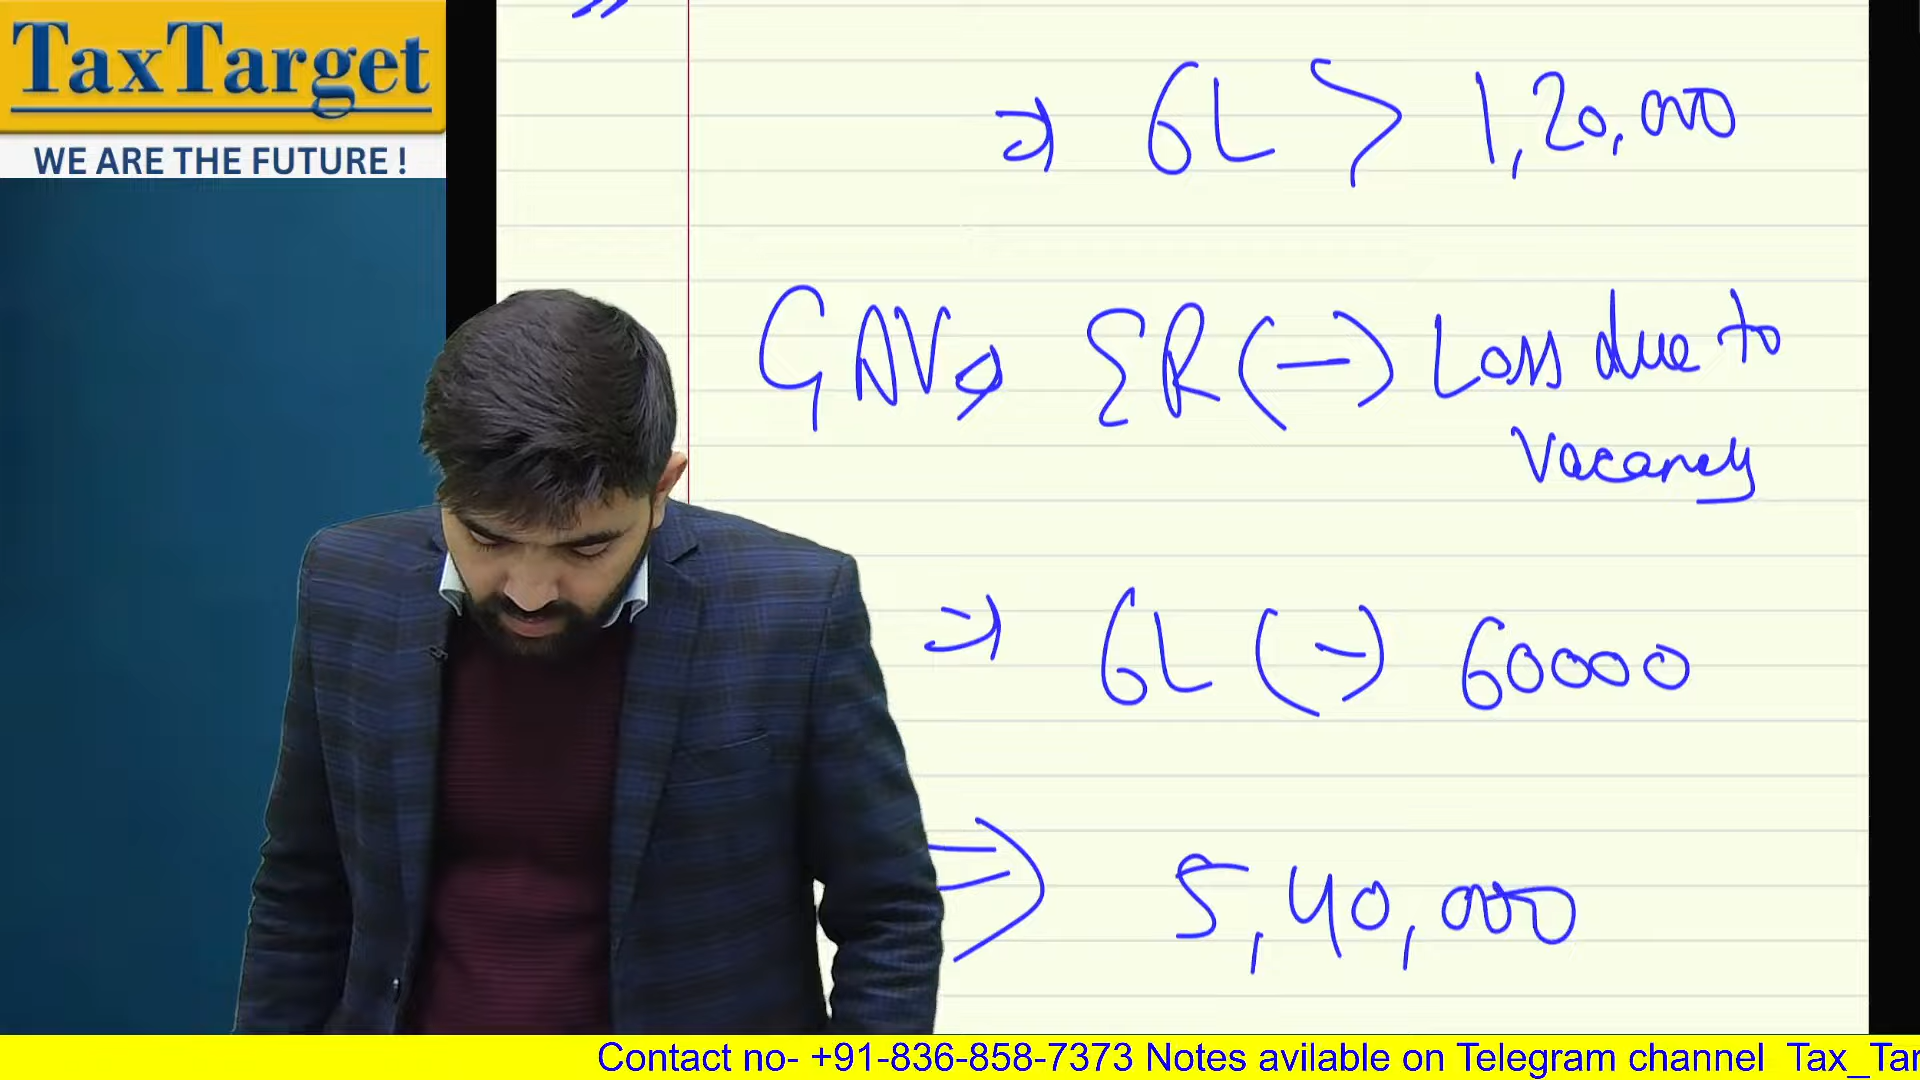 TaxTarget
WE ARE THE FUTURE !
⇒ 6L > 1,20,000
GAV ⇒ ER (-) Loss due to
vacancy
⇒ 6L (-) 60000
⇒ 5,40,000
Contact no- +91-836-858-7373 Notes avilable on Telegram channel Tax_Tar